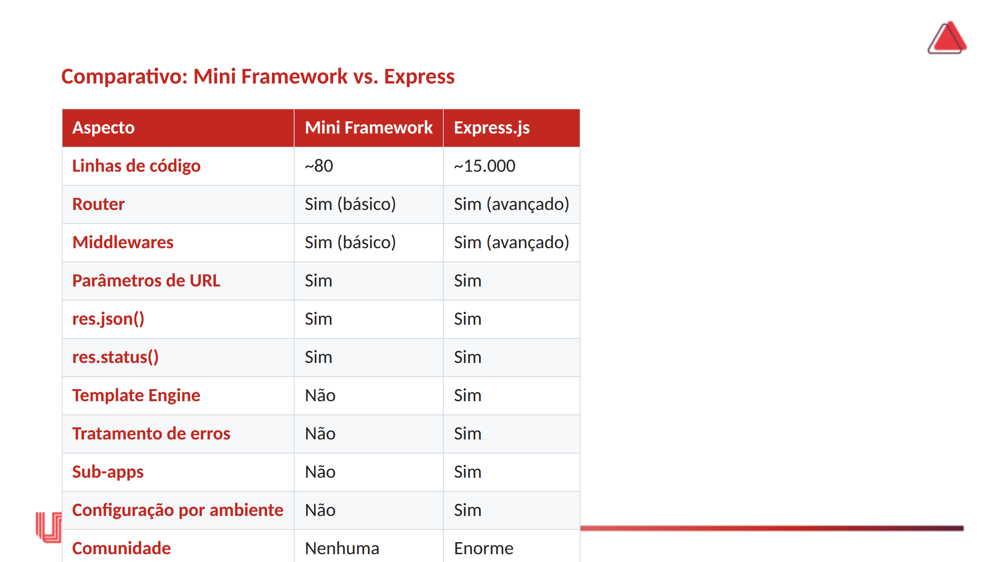 Comparativo: Mini Framework vs. Express
Aspecto Mini Framework Express.js
Linhas de código ~80 ~15.000
Router Sim (básico) Sim (avançado)
Middlewares Sim (básico) Sim (avançado)
Parâmetros de URL Sim Sim
res.json() Sim Sim
res.status() Sim Sim
Template Engine Não Sim
Tratamento de erros Não Sim
Sub-apps Não Sim
Configuração por ambiente Não Sim
Comunidade Nenhuma Enorme